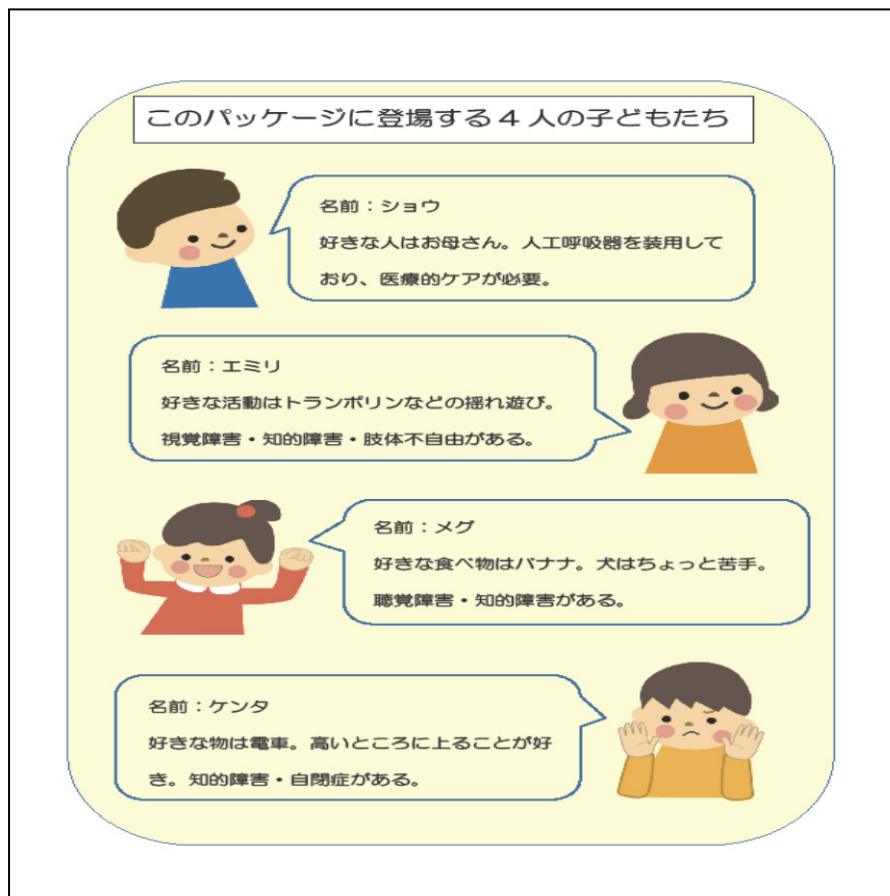 このパッケージに登場する4人の子どもたち
名前：ショウ
好きな人はお母さん。人工呼吸器を装用して
おり、医療的ケアが必要。
名前：エミリ
好きな活動はトランポリンなどの揺れ遊び。
視覚障害・知的障害・肢体不自由がある。
名前：メグ
好きな食べ物はバナナ。犬はちょっと苦手。
聴覚障害・知的障害がある。
名前：ケンタ
好きな物は電車。高いところに上ることが好
き。知的障害・自閉症がある。